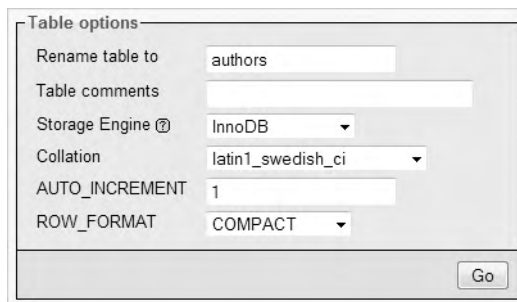 Table options
Rename table to authors
Table comments
Storage Engine ? InnoDB
Collation latin1_swedish_ci
AUTO_INCREMENT 1
ROW_FORMAT COMPACT
Go